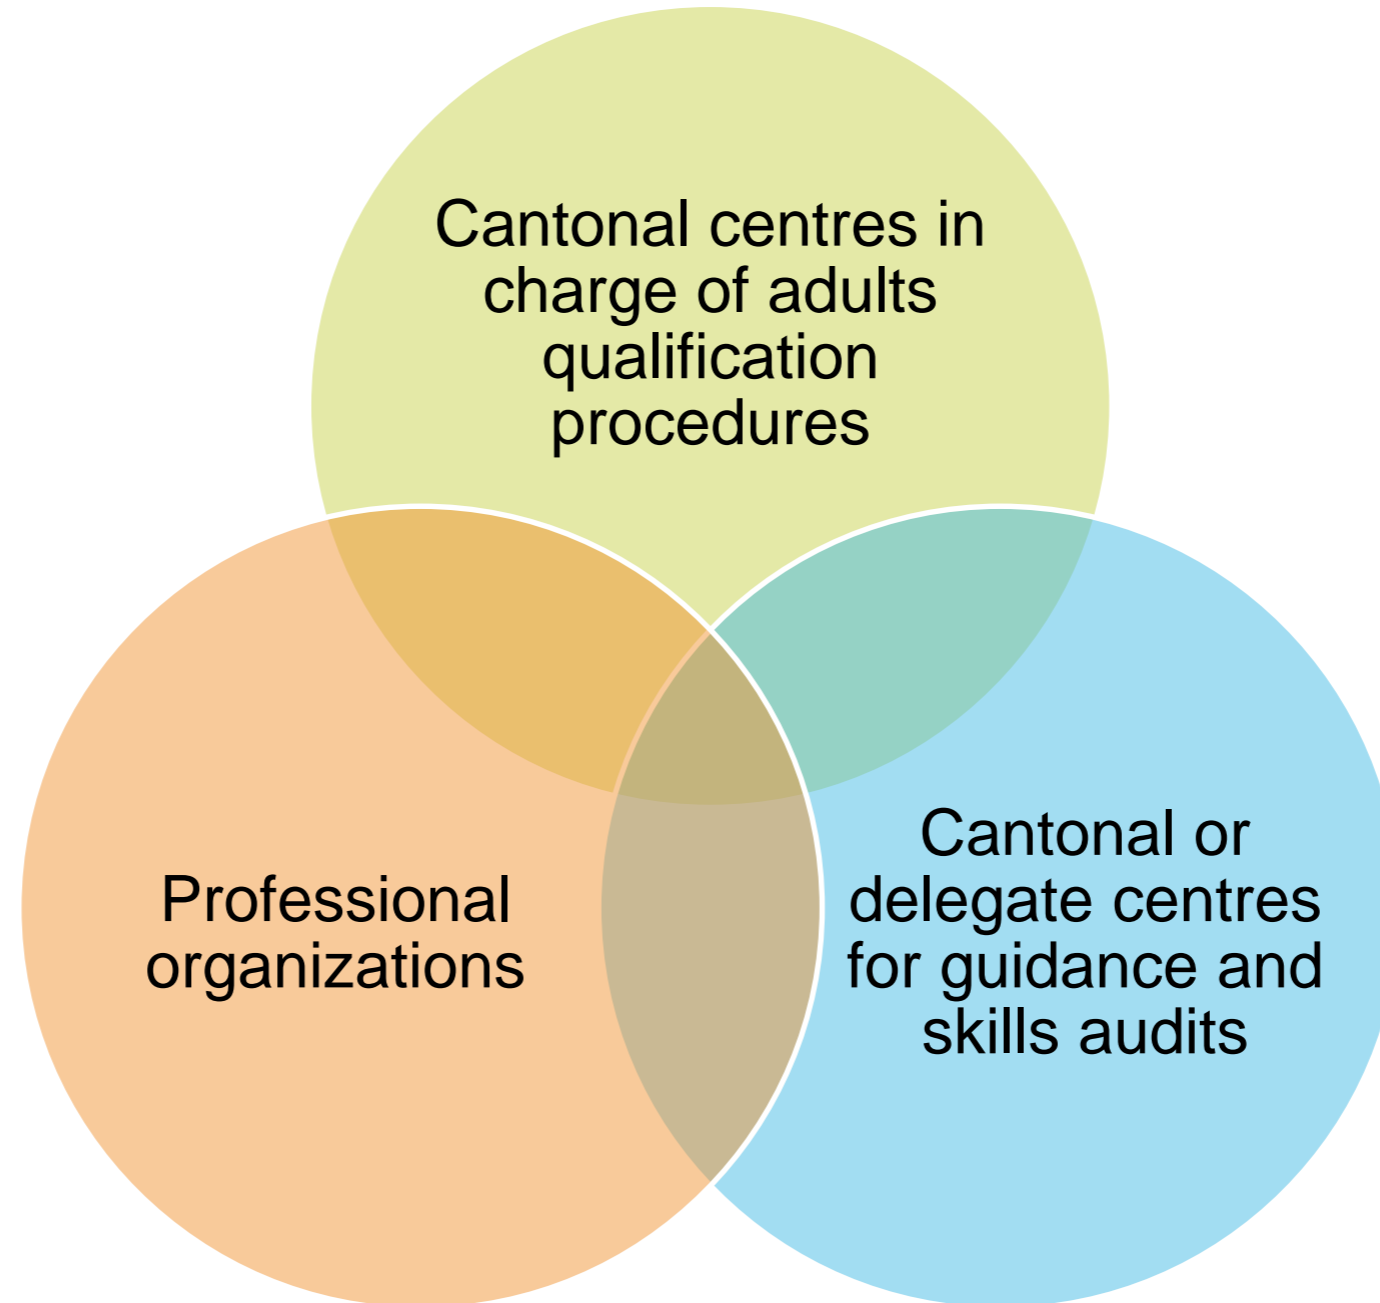 Cantonal centres in
charge of adults
qualification
procedures
Professional
organizations
Cantonal or
delegate centres
for guidance and
skills audits